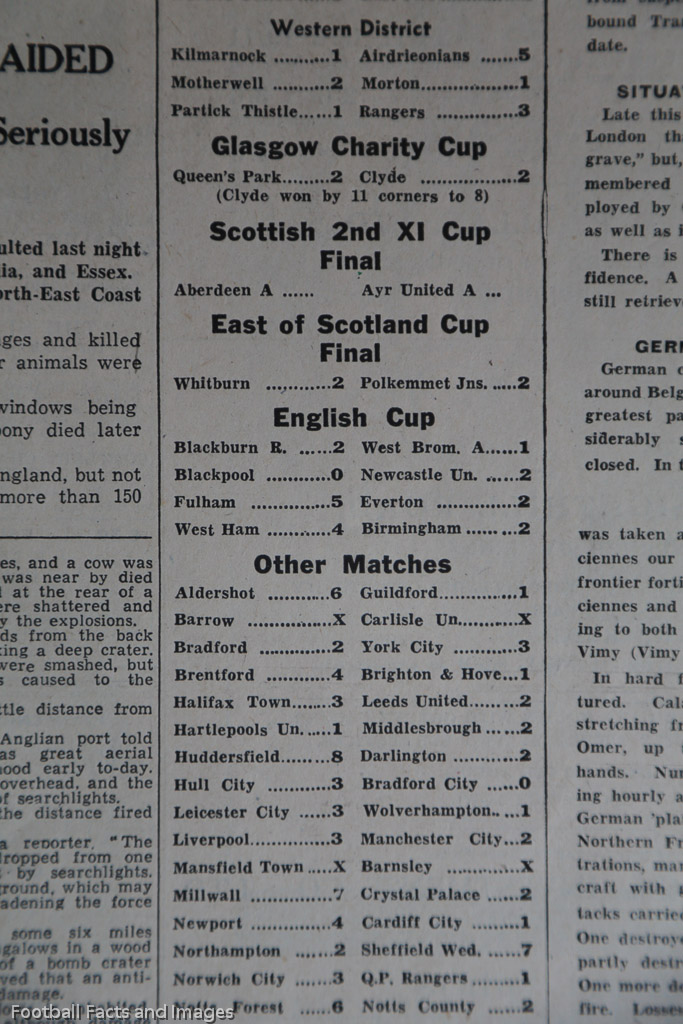 AIDED
Seriously
ulted last night
ia, and Essex.
orth-East Coast
ges and killed
r animals were
windows being
pony died later
ngland, but not
more than 150
es, and a cow was
was near by died
at the rear of a
ere shattered and
y the explosions.
ds from the back
king a deep crater.
were smashed, but
s caused to the
ttle distance from
Anglian port told
as great aerial
ood early to-day.
overhead, and the
of searchlights.
the distance fired
a reporter. "The
dropped from one
by searchlights.
ground, which may
adening the force
some six miles
galows in a wood
of a bomb crater
ved that an anti-
damage.
Western District
Kilmarnock ..........1 Airdrieonians .......5
Motherwell ..........2 Morton...............1
Partick Thistle......1 Rangers ..............3
Glasgow Charity Cup
Queen's Park.........2 Clyde .................2
(Clyde won by 11 corners to 8)
Scottish 2nd XI Cup
Final
Aberdeen A ...... Ayr United A ...
East of Scotland Cup
Final
Whitburn ............2 Polkemmet Jns. .....2
English Cup
Blackburn R. ......2 West Brom. A......1
Blackpool ............0 Newcastle Un. ......2
Fulham ..............5 Everton ..............2
West Ham ...........4 Birmingham .........2
Other Matches
Aldershot ...........6 Guildford............1
Barrow ..............X Carlisle Un..........X
Bradford ............2 York City ............3
Brentford ...........4 Brighton & Hove...1
Halifax Town.......3 Leeds United........2
Hartlepools Un. .....1 Middlesbrough .....2
Huddersfield........8 Darlington ...........2
Hull City ............3 Bradford City .....0
Leicester City .....3 Wolverhampton.. ...1
Liverpool............3 Manchester City...2
Mansfield Town .....X Barnsley ............X
Millwall .............7 Crystal Palace .....2
Newport .............4 Cardiff City ........1
Northampton .......2 Sheffield Wed. ......7
Norwich City .......3 Q.P. Rangers ........1
Notts Forest .....6 Notts County ......2
bound
date.
Late this
London
grave," but,
membered
ployed by
as well as
There is
fidence. A
still
German
around
greatest
closed. In
was taken
ciennes our
frontier
ciennes and
ing to both
Vimy (Vimy
In hard
tured.
stretching
Omer, up
hands.
ing hourly
German
Northern
craft with
One
partly
One more
fire.
Football Facts and Images